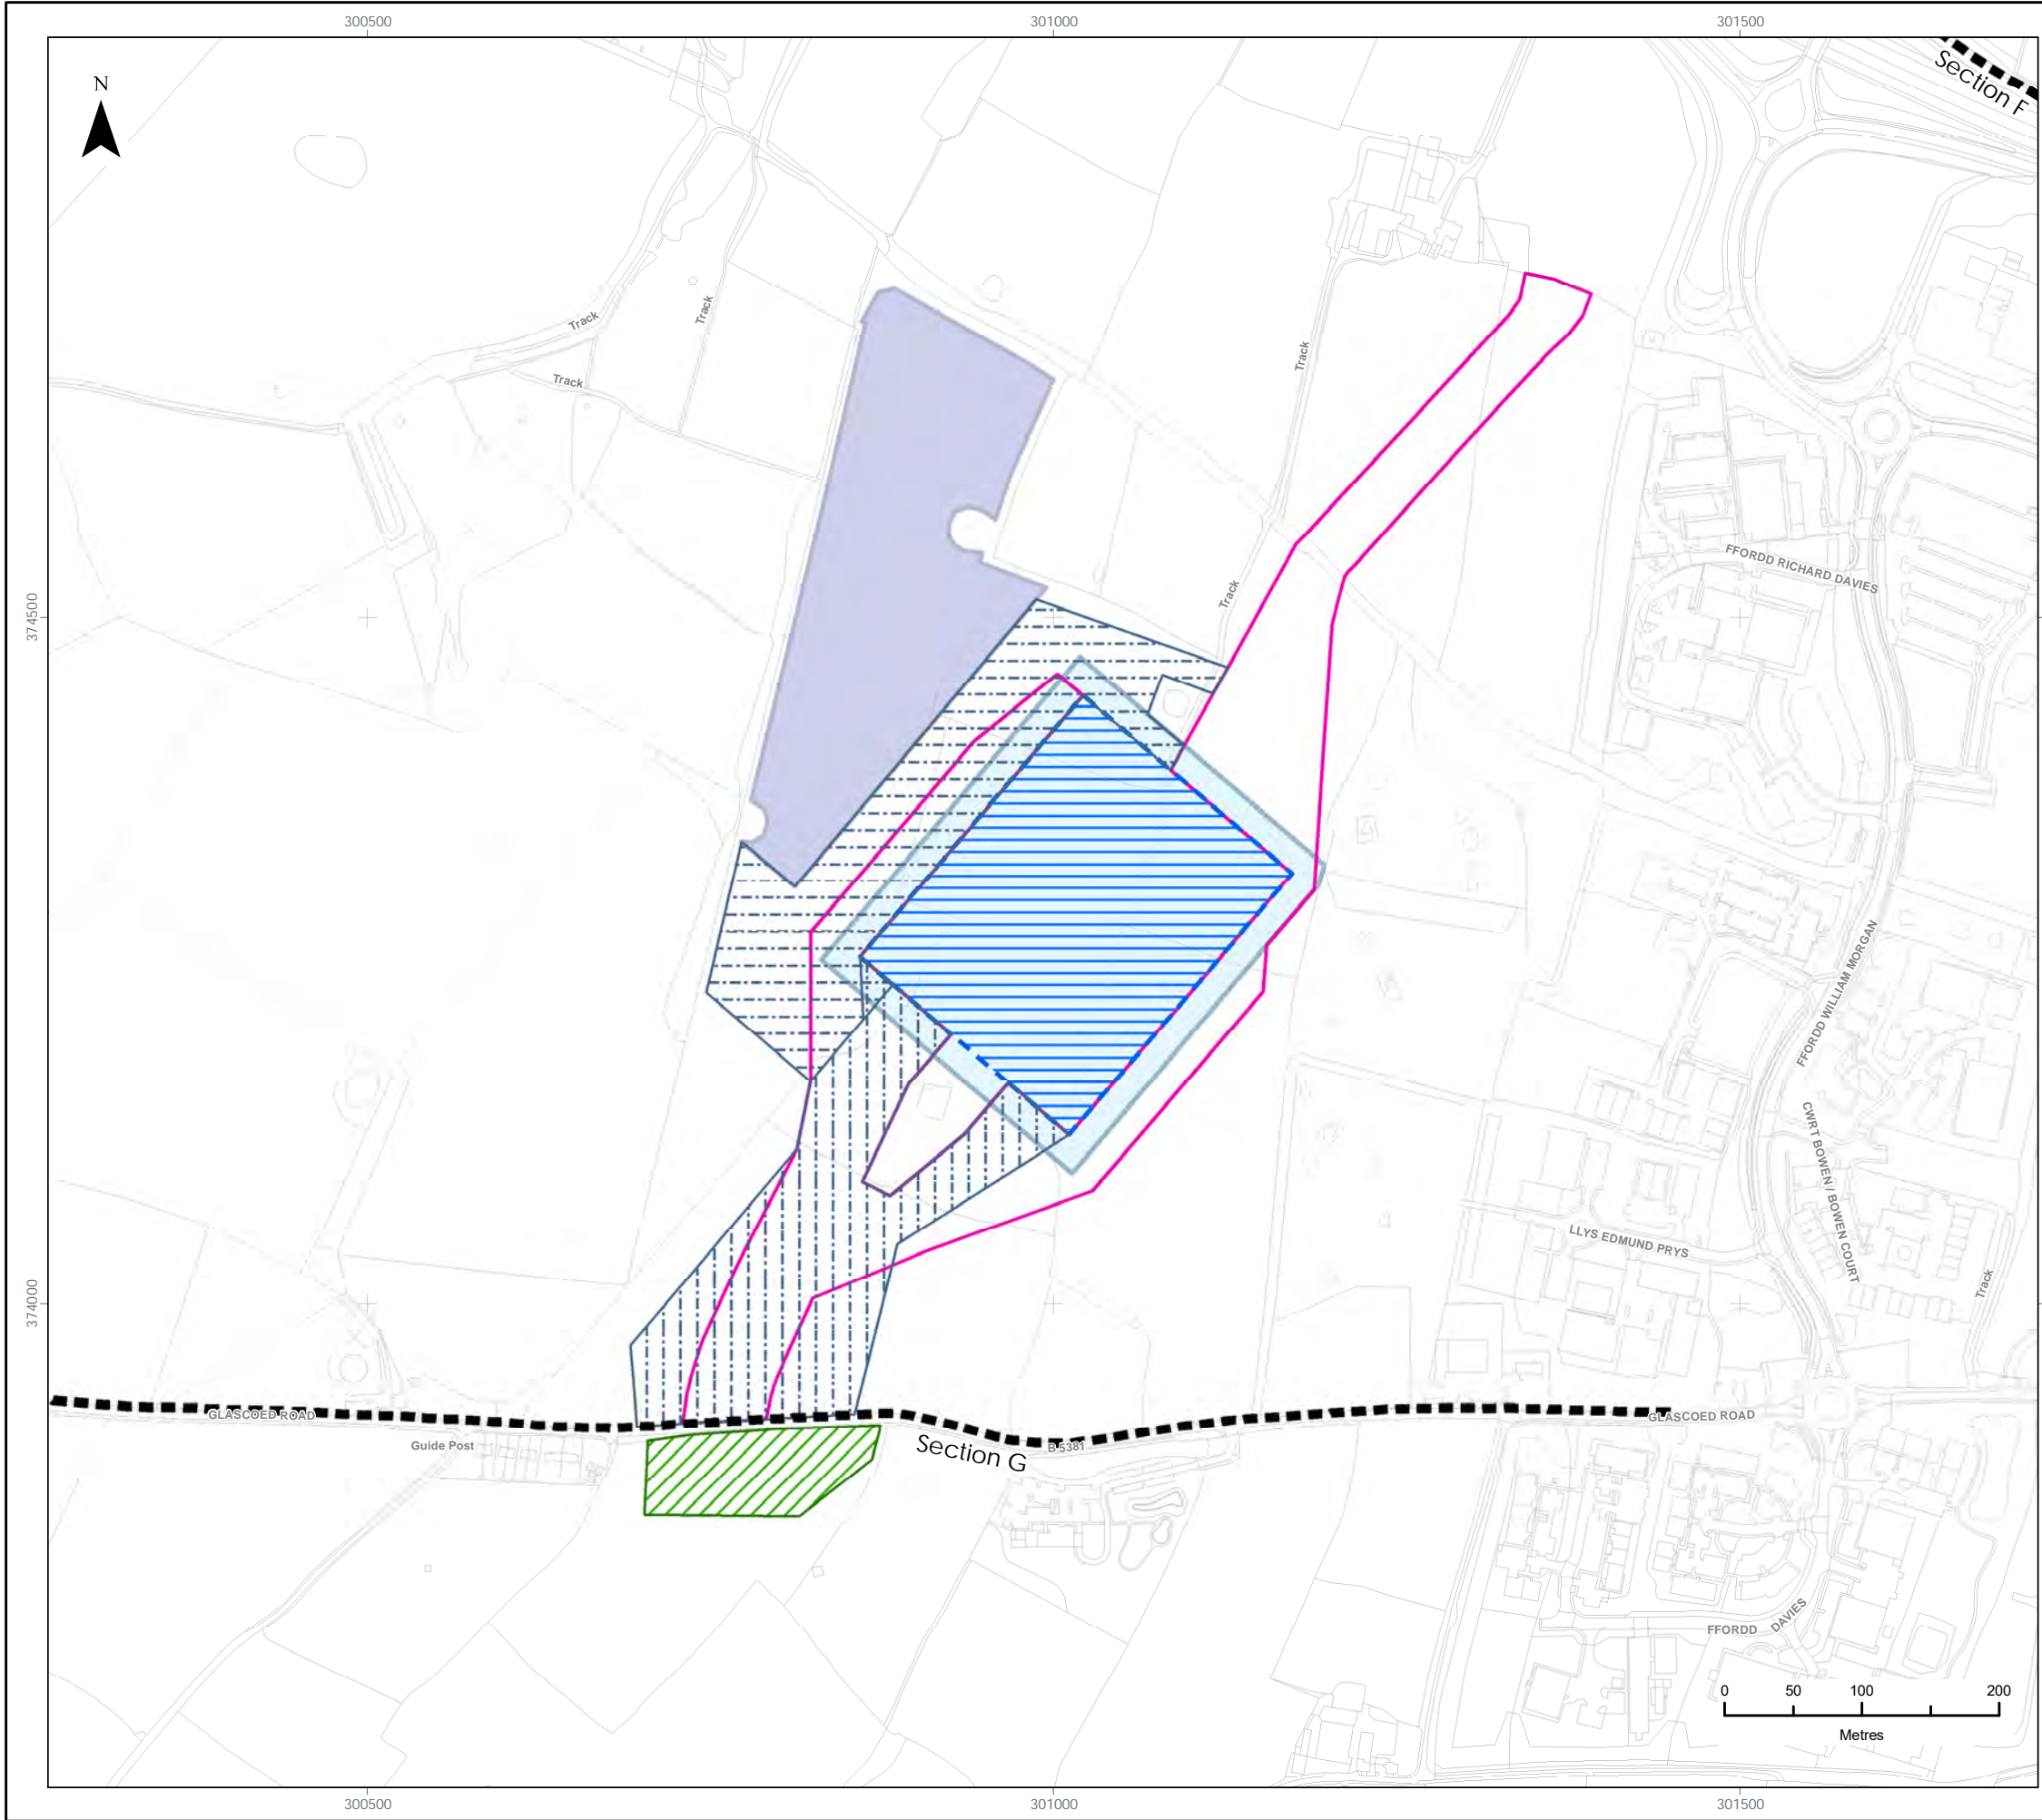 300500
301000
301500
N
Section F
Track
Track
Track
Track
374500
Track
FFORDD RICHARD DAVIES
FFORDD WILLIAM MORGAN
CWRT BOWEN / BOWEN COURT
LLYS EDMUND PRYS
Track
374000
GLASCOED ROAD
GLASCOED ROAD
Guide Post
Section G
B 5381
FFORDD
DAVIES
0 50 100 200
Metres
300500
301000
301500